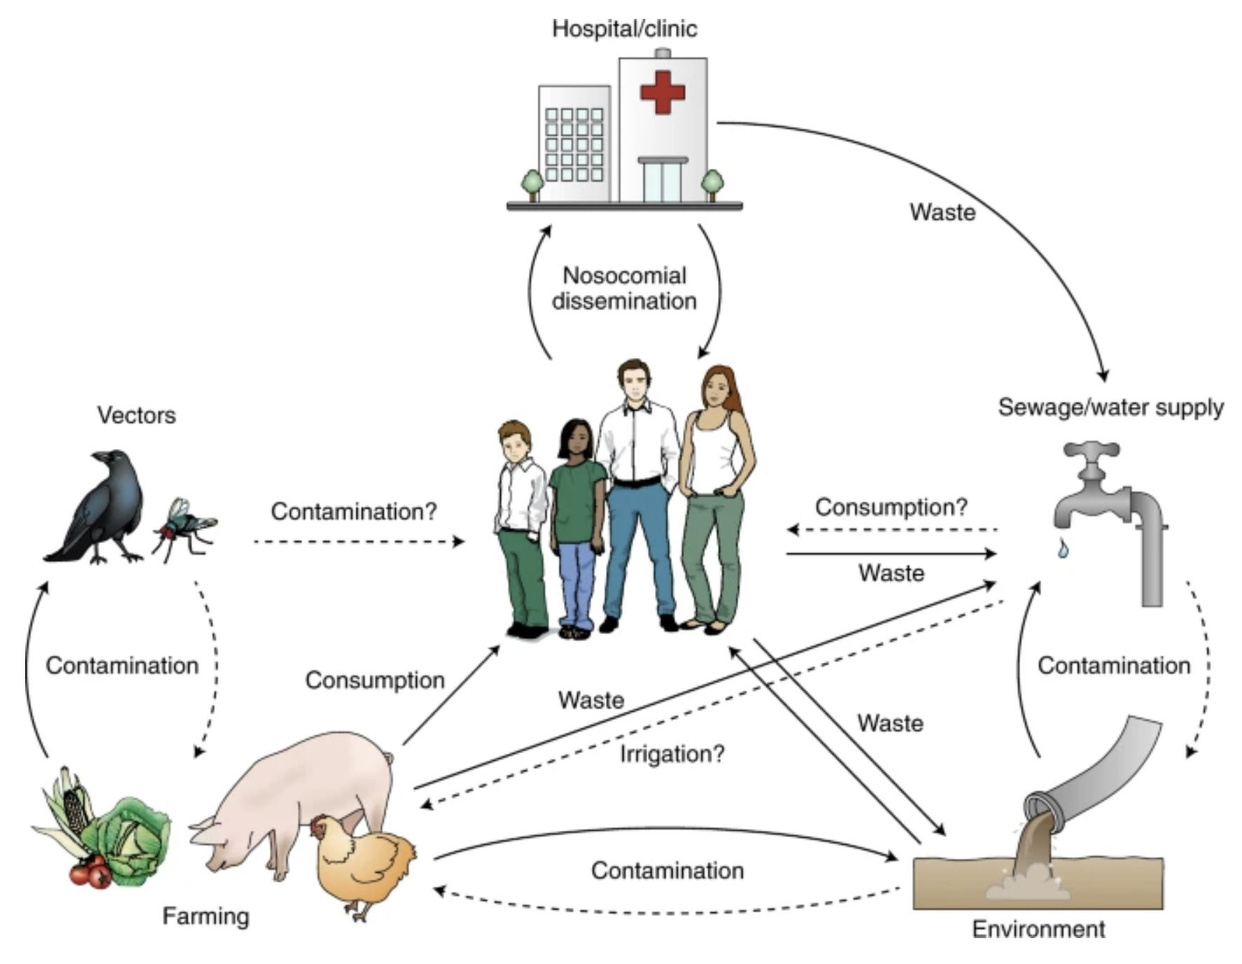 Hospital/clinic
Waste
Nosocomial
dissemination
Vectors
Sewage/water supply
Contamination?
Consumption?
Waste
Contamination
Contamination
Consumption
Waste
Waste
Irrigation?
Contamination
Farming
Environment